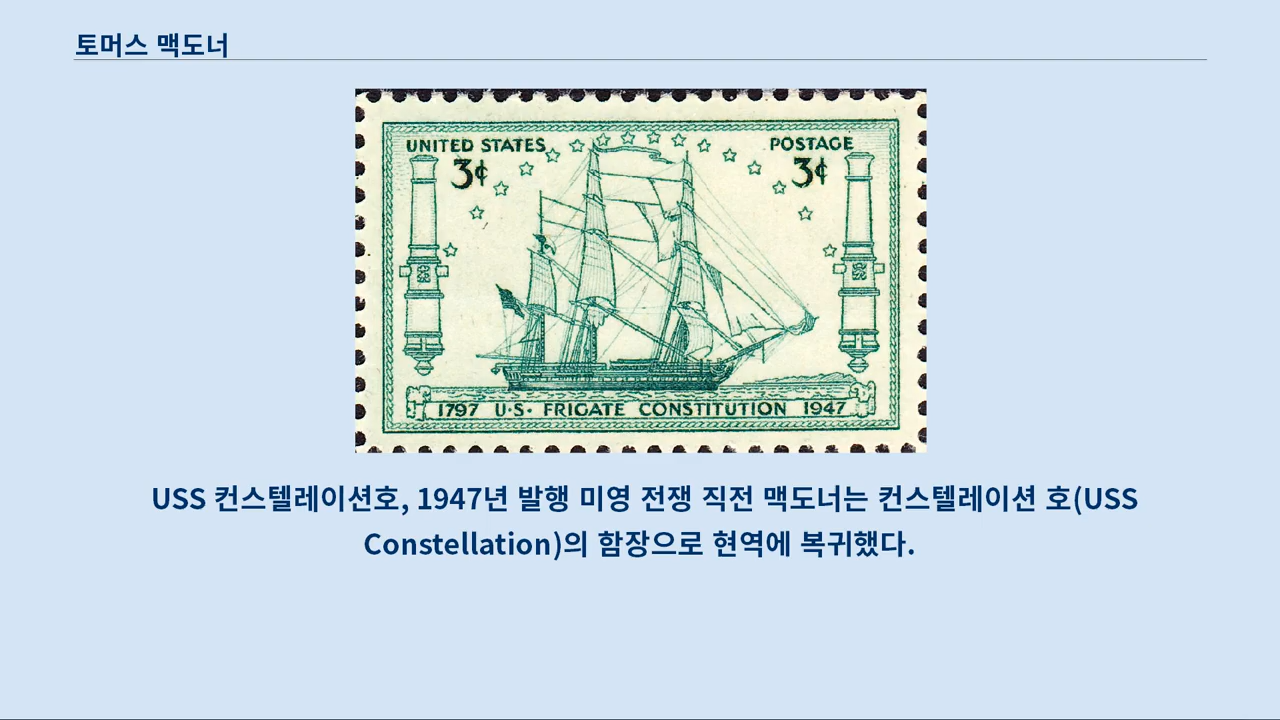 토머스 맥도너
UNITED STATES POSTAGE
3¢ 3¢
1797 U·S· FRIGATE CONSTITUTION 1947
USS 컨스텔레이션호, 1947년 발행 미영 전쟁 직전 맥도너는 컨스텔레이션 호(USS
Constellation)의 함장으로 현역에 복귀했다.